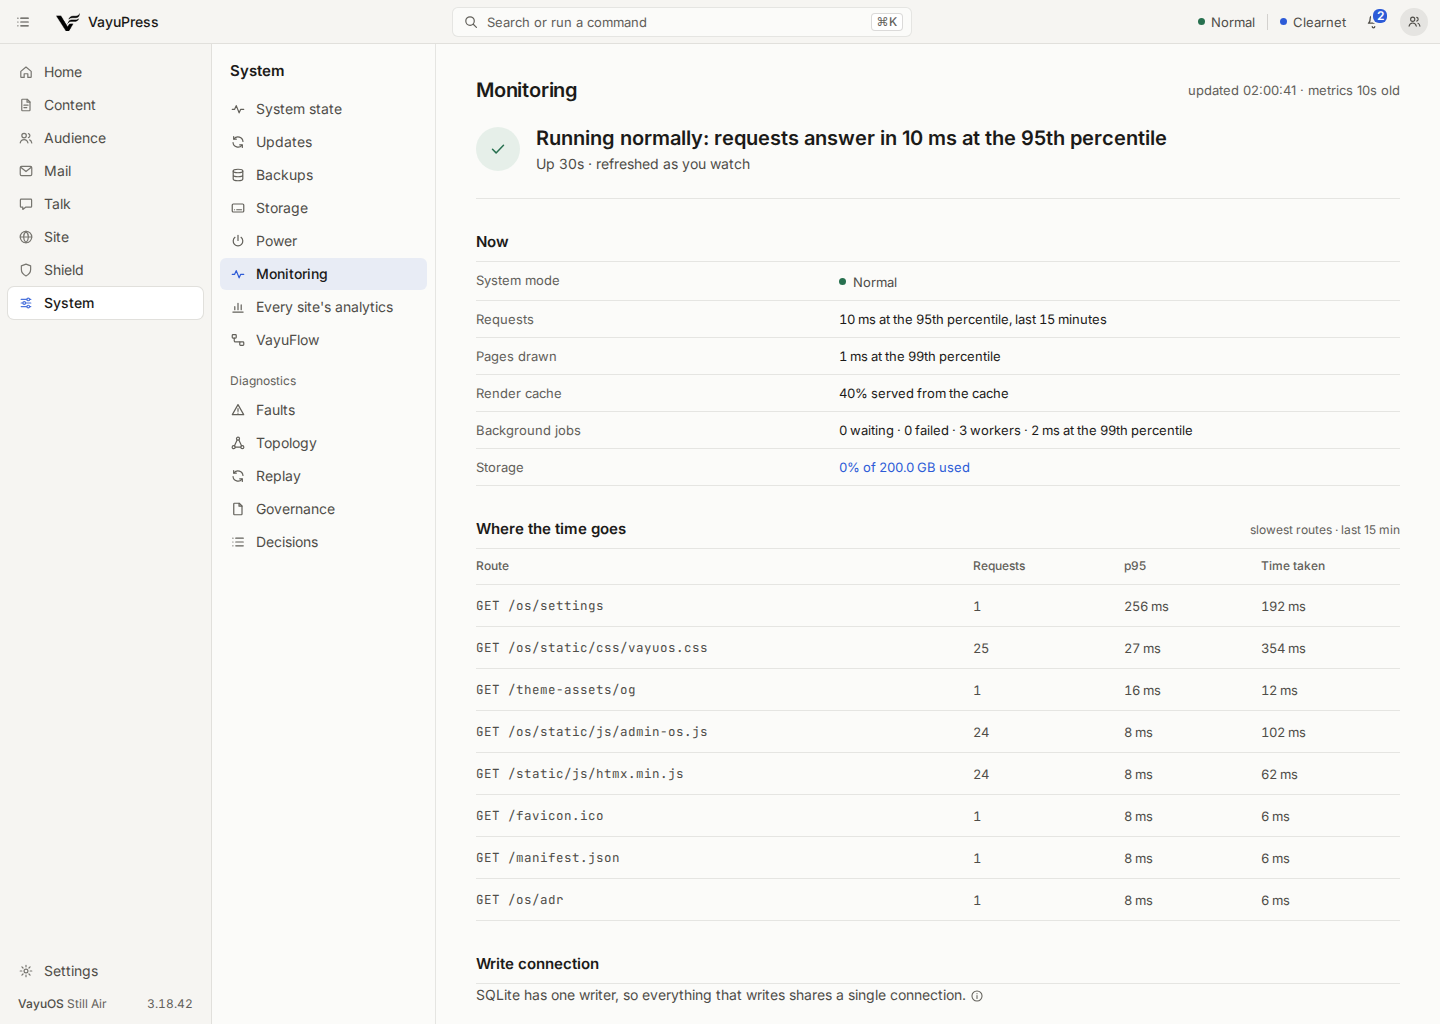 VayuPress
Search or run a command
⌘K
Normal
Clearnet
2
Home
Content
Audience
Mail
Talk
Site
Shield
System
Settings
VayuOS Still Air
3.18.42
System
System state
Updates
Backups
Storage
Power
Monitoring
Every site's analytics
VayuFlow
Diagnostics
Faults
Topology
Replay
Governance
Decisions
Monitoring
updated 02:00:41 · metrics 10s old
Running normally: requests answer in 10 ms at the 95th percentile
Up 30s · refreshed as you watch
Now
System mode
Normal
Requests
10 ms at the 95th percentile, last 15 minutes
Pages drawn
1 ms at the 99th percentile
Render cache
40% served from the cache
Background jobs
0 waiting · 0 failed · 3 workers · 2 ms at the 99th percentile
Storage
0% of 200.0 GB used
Where the time goes
slowest routes · last 15 min
Route Requests p95 Time taken
GET /os/settings 1 256 ms 192 ms
GET /os/static/css/vayuos.css 25 27 ms 354 ms
GET /theme-assets/og 1 16 ms 12 ms
GET /os/static/js/admin-os.js 24 8 ms 102 ms
GET /static/js/htmx.min.js 24 8 ms 62 ms
GET /favicon.ico 1 8 ms 6 ms
GET /manifest.json 1 8 ms 6 ms
GET /os/adr 1 8 ms 6 ms
Write connection
SQLite has one writer, so everything that writes shares a single connection.